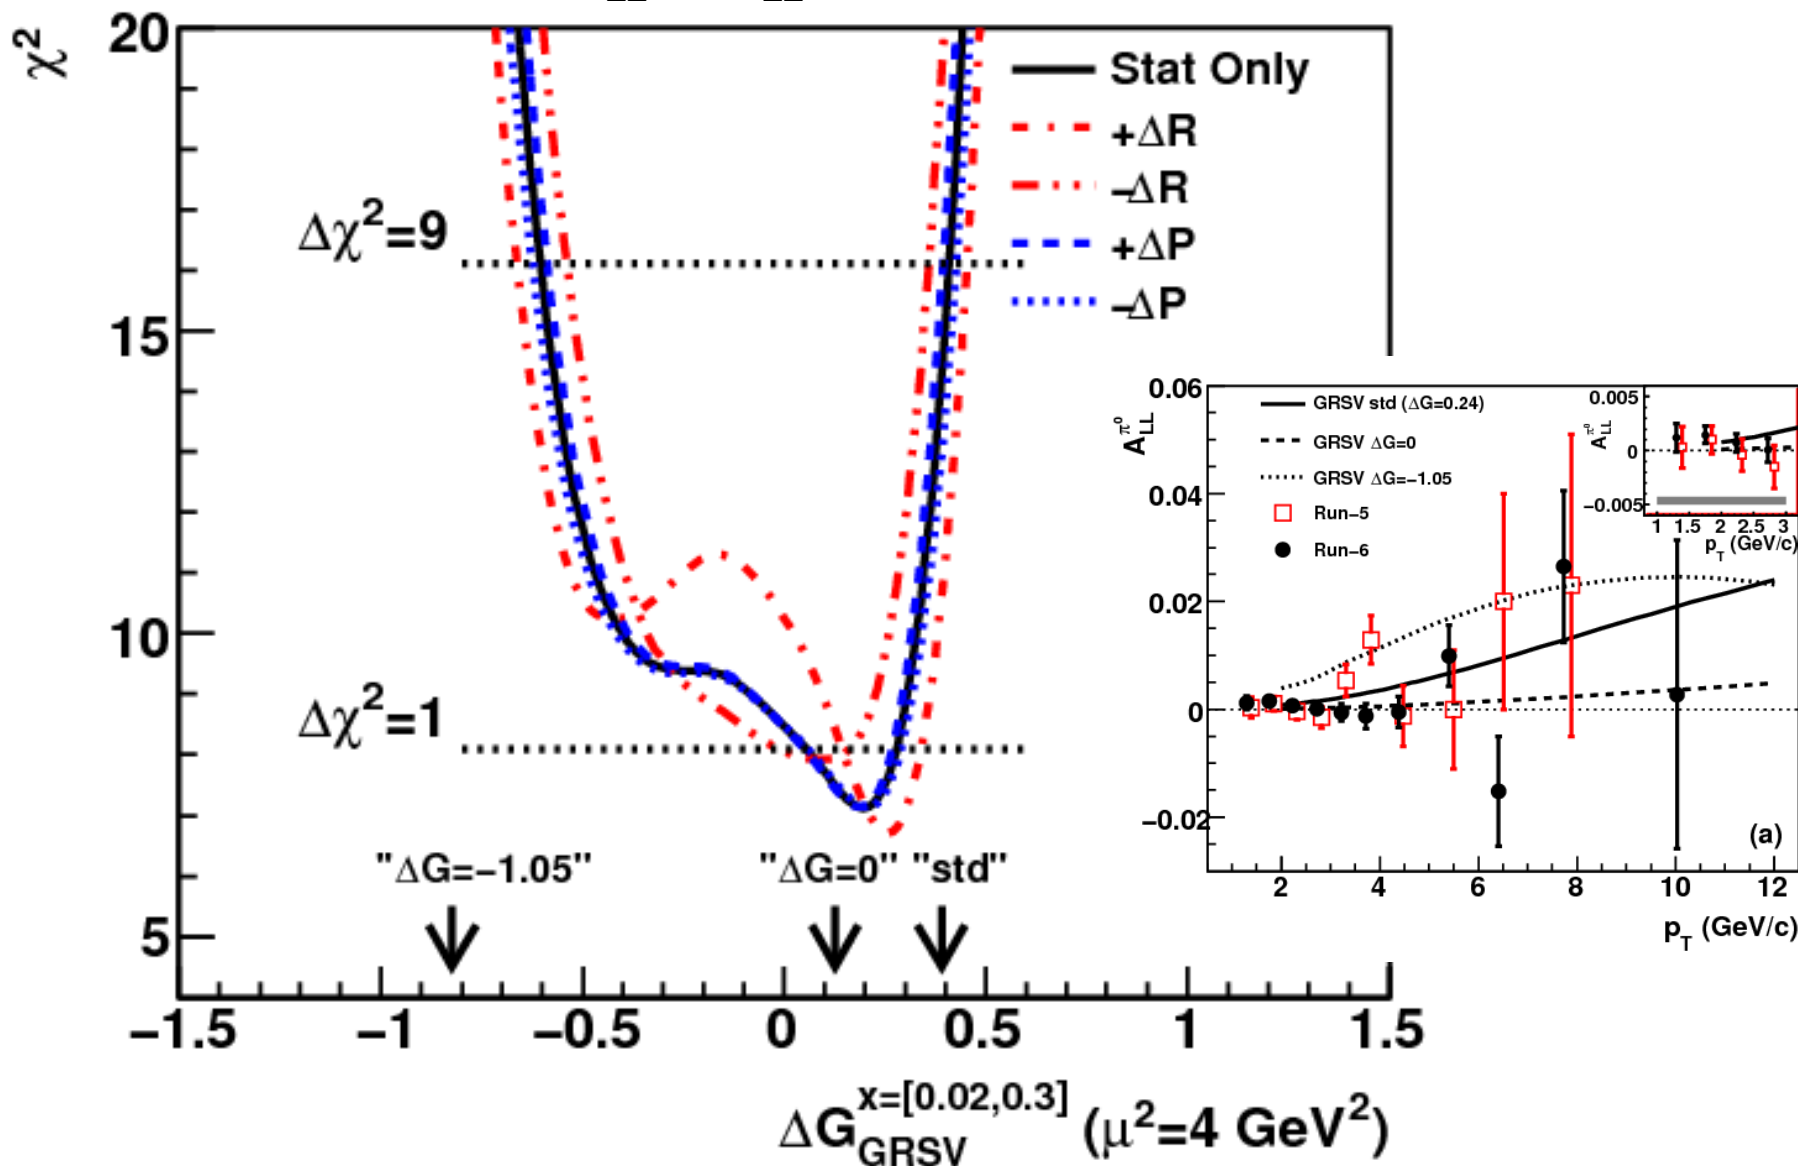 χ²
20
15
10
5
Stat Only
+ΔR
−ΔR
+ΔP
−ΔP
Δχ²=9
Δχ²=1
"ΔG=−1.05" "ΔG=0" "std"
−1.5 −1 −0.5 0 0.5 1 1.5
ΔG_GRSV^x=[0.02,0.3] (μ²=4 GeV²)
A_LL^π⁰
0.06
0.04
0.02
0
−0.02
GRSV std (ΔG=0.24)
GRSV ΔG=0
GRSV ΔG=−1.05
Run−5
Run−6
A_LL^π⁰
0.005
0
−0.005
1 1.5 2 2.5 3
p_T (GeV/c)
(a)
2 4 6 8 10 12
p_T (GeV/c)